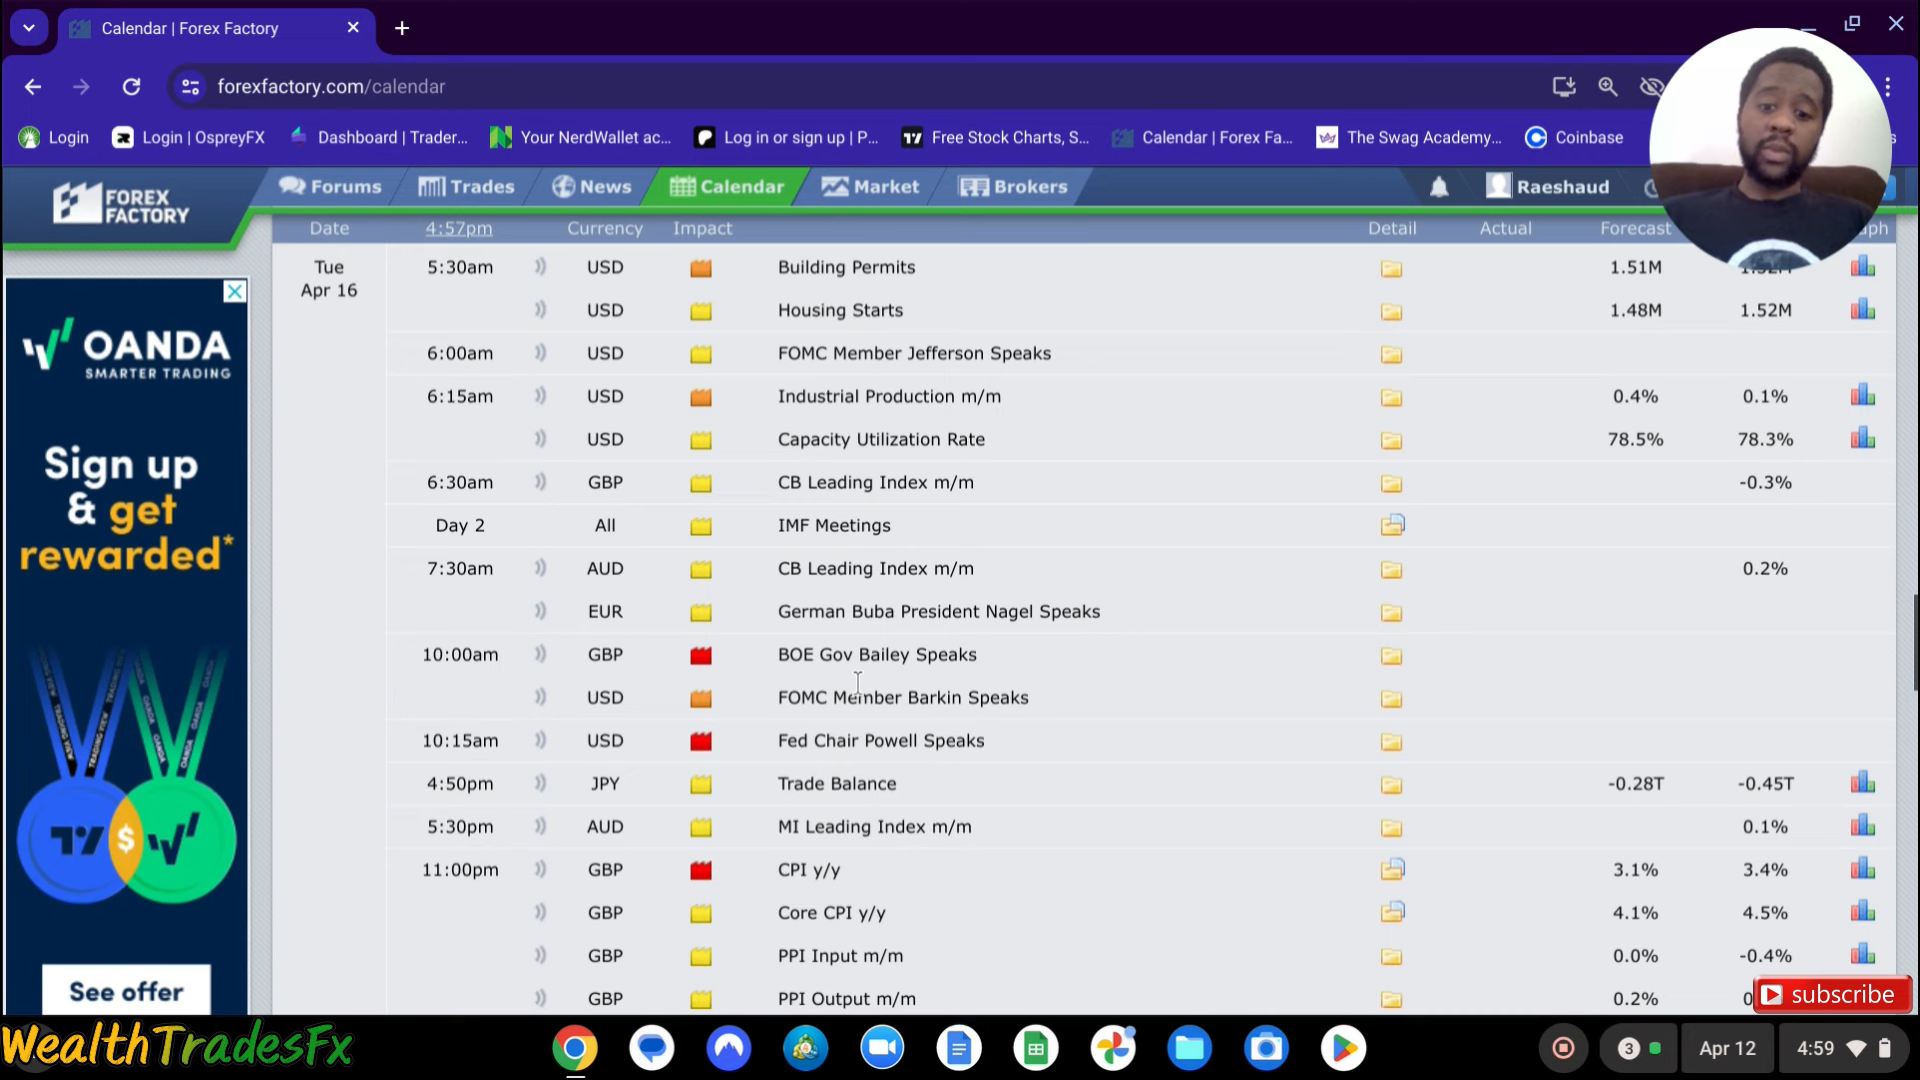 Calendar | Forex Factory
forexfactory.com/calendar
Login
Login | OspreyFX
Dashboard | Trader...
Your NerdWallet ac...
Log in or sign up | P...
Free Stock Charts, S...
Calendar | Forex Fa...
The Swag Academy...
Coinbase
FOREX
FACTORY
Forums
Trades
News
Calendar
Market
Brokers
Raeshaud
Date 4:57pm Currency Impact Detail Actual Forecast
Tue
Apr 16
5:30am USD Building Permits 1.51M
USD Housing Starts 1.48M 1.52M
6:00am USD FOMC Member Jefferson Speaks
6:15am USD Industrial Production m/m 0.4% 0.1%
USD Capacity Utilization Rate 78.5% 78.3%
6:30am GBP CB Leading Index m/m -0.3%
Day 2 All IMF Meetings
7:30am AUD CB Leading Index m/m 0.2%
EUR German Buba President Nagel Speaks
10:00am GBP BOE Gov Bailey Speaks
USD FOMC Member Barkin Speaks
10:15am USD Fed Chair Powell Speaks
4:50pm JPY Trade Balance -0.28T -0.45T
5:30pm AUD MI Leading Index m/m 0.1%
11:00pm GBP CPI y/y 3.1% 3.4%
GBP Core CPI y/y 4.1% 4.5%
GBP PPI Input m/m 0.0% -0.4%
GBP PPI Output m/m 0.2%
OANDA
SMARTER TRADING
Sign up
& get
rewarded*
$
See offer
subscribe
WealthTradesFx
3
Apr 12
4:59